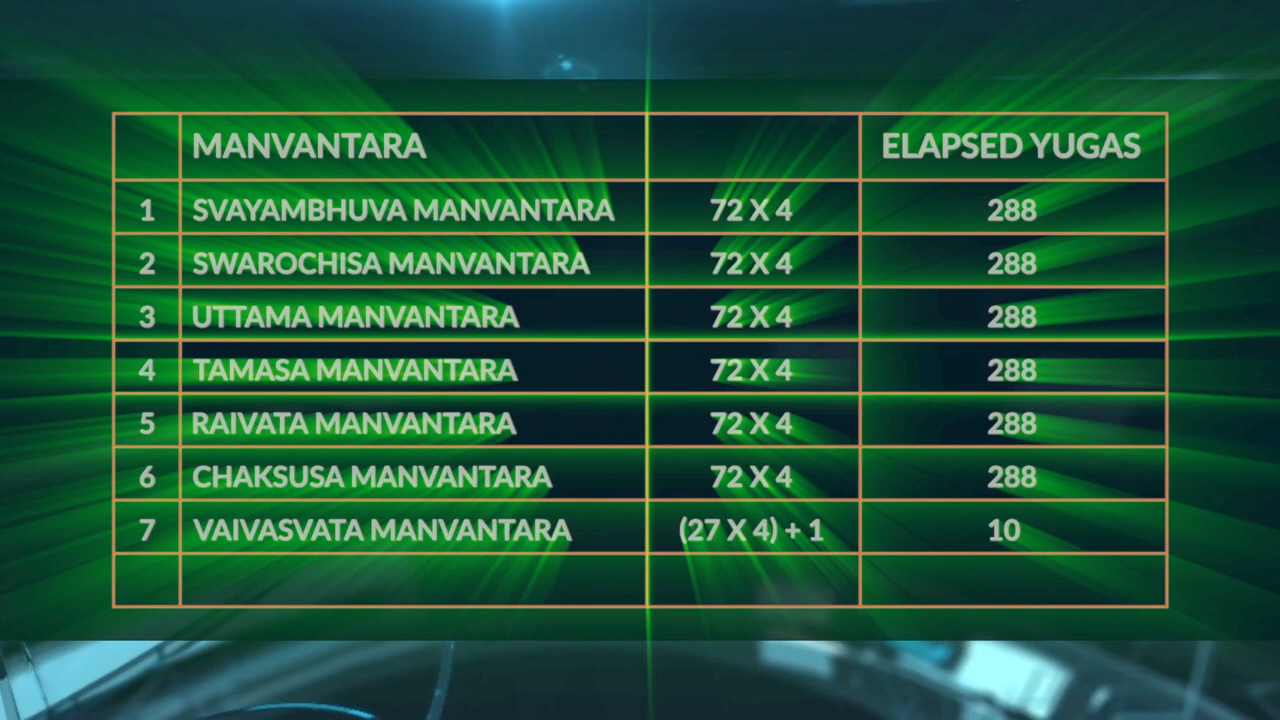 MANVANTARA ELAPSED YUGAS
1 SVAYAMBHUVA MANVANTARA 72 X 4 288
2 SWAROCHISA MANVANTARA 72 X 4 288
3 UTTAMA MANVANTARA 72 X 4 288
4 TAMASA MANVANTARA 72 X 4 288
5 RAIVATA MANVANTARA 72 X 4 288
6 CHAKSUSA MANVANTARA 72 X 4 288
7 VAIVASVATA MANVANTARA (27 X 4) + 1 10